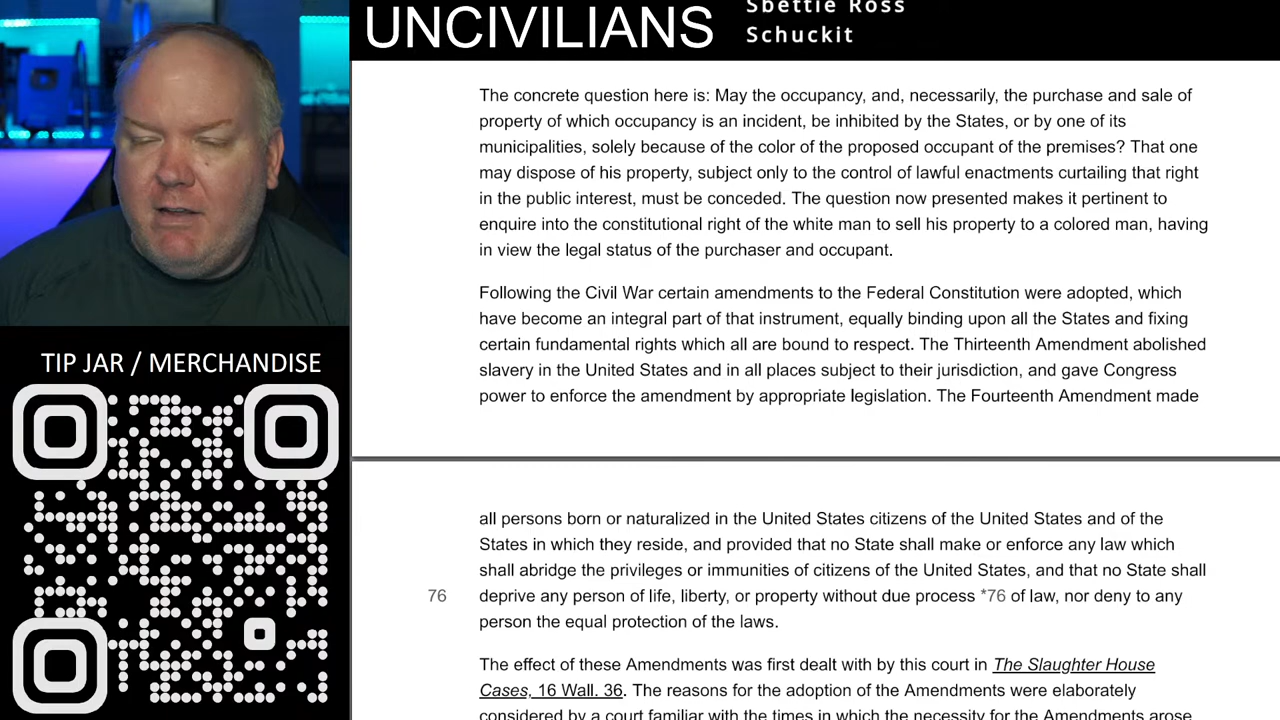 UNCIVILIANS
Sbettie Ross
Schuckit
TIP JAR / MERCHANDISE
The concrete question here is: May the occupancy, and, necessarily, the purchase and sale of
property of which occupancy is an incident, be inhibited by the States, or by one of its
municipalities, solely because of the color of the proposed occupant of the premises? That one
may dispose of his property, subject only to the control of lawful enactments curtailing that right
in the public interest, must be conceded. The question now presented makes it pertinent to
enquire into the constitutional right of the white man to sell his property to a colored man, having
in view the legal status of the purchaser and occupant.
Following the Civil War certain amendments to the Federal Constitution were adopted, which
have become an integral part of that instrument, equally binding upon all the States and fixing
certain fundamental rights which all are bound to respect. The Thirteenth Amendment abolished
slavery in the United States and in all places subject to their jurisdiction, and gave Congress
power to enforce the amendment by appropriate legislation. The Fourteenth Amendment made
all persons born or naturalized in the United States citizens of the United States and of the
States in which they reside, and provided that no State shall make or enforce any law which
shall abridge the privileges or immunities of citizens of the United States, and that no State shall
76 deprive any person of life, liberty, or property without due process *76 of law, nor deny to any
person the equal protection of the laws.
The effect of these Amendments was first dealt with by this court in The Slaughter House
Cases, 16 Wall. 36. The reasons for the adoption of the Amendments were elaborately
considered by a court familiar with the times in which the necessity for the Amendments arose